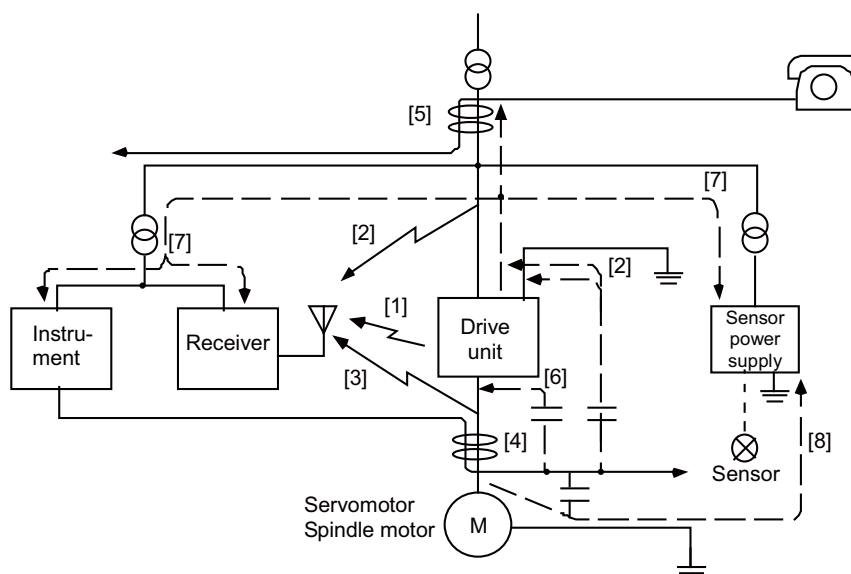 [5]
[7]
[7]
[2]
[2]
[1]
Instru-
ment
Receiver
Drive
unit
Sensor
power
supply
[3]
[6]
[4]
[8]
Sensor
Servomotor
Spindle motor
M